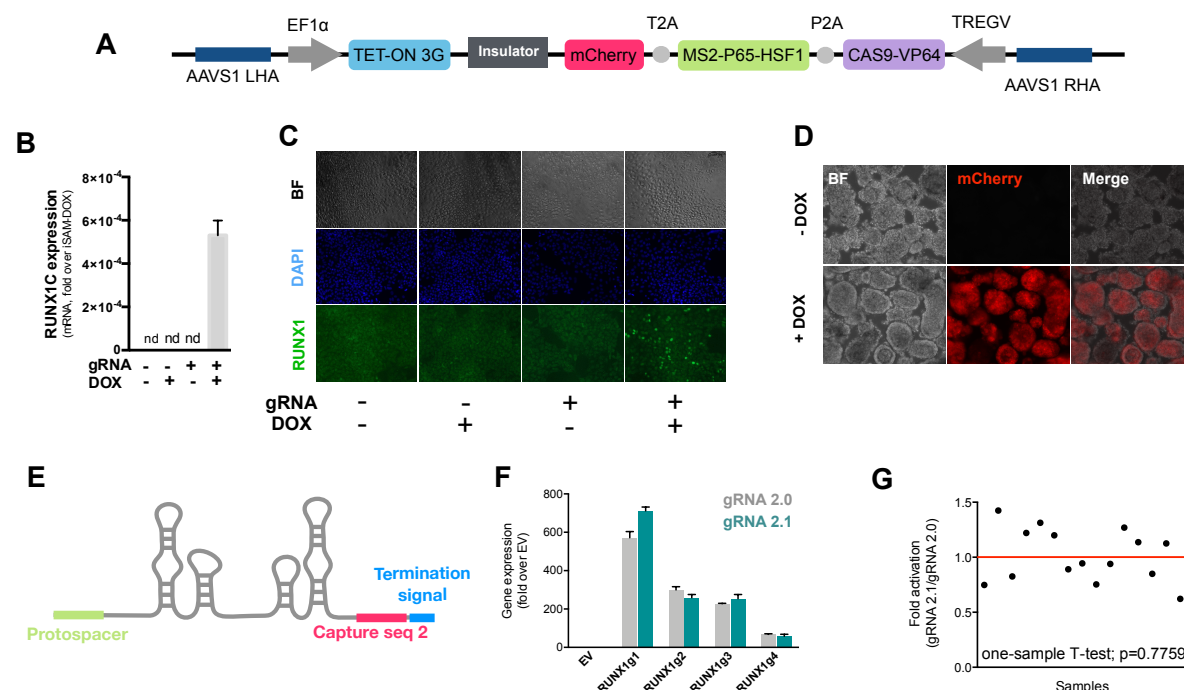 A
EF1α
TET-ON 3G
Insulator
mCherry
T2A
MS2-P65-HSF1
P2A
CAS9-VP64
TREGV
AAVS1 LHA
AAVS1 RHA
B
RUNX1C expression
(mRNA, fold over iSAM-DOX)
8×10⁻⁴
6×10⁻⁴
4×10⁻⁴
2×10⁻⁴
0
nd nd nd
gRNA - - + +
DOX - + - +
C
BF
DAPI
RUNX1
gRNA - - + +
DOX - + - +
D
BF
mCherry
Merge
- DOX
+ DOX
E
Protospacer
Capture seq 2
Termination
signal
F
Gene expression
(fold over EV)
800
600
400
200
0
gRNA 2.0
gRNA 2.1
EV
RUNX1g1
RUNX1g2
RUNX1g3
RUNX1g4
G
Fold activation
(gRNA 2.1/gRNA 2.0)
1.5
1.0
0.5
0.0
one-sample T-test; p=0.7759
Samples